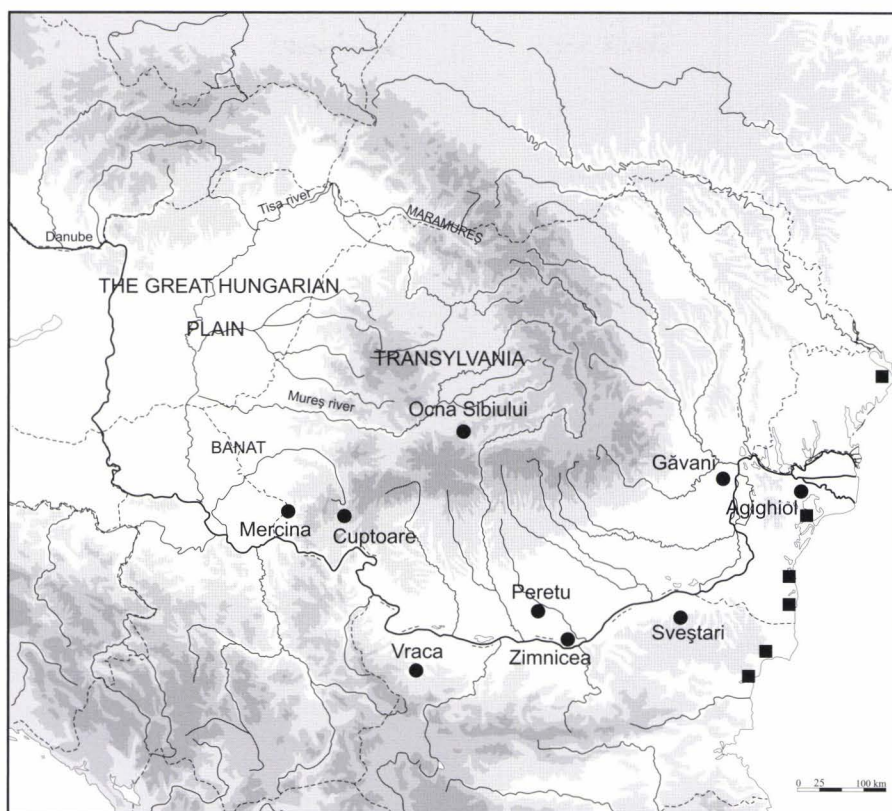 Tisa river
MARAMUREŞ
Danube
THE GREAT HUNGARIAN
PLAIN
TRANSYLVANIA
Mureş river
Ocna Sibiului
BANAT
Găvani
Agighiol
Mercina
Cuptoare
Peretu
Sveştari
Zimnicea
Vraca
0 25 100 km